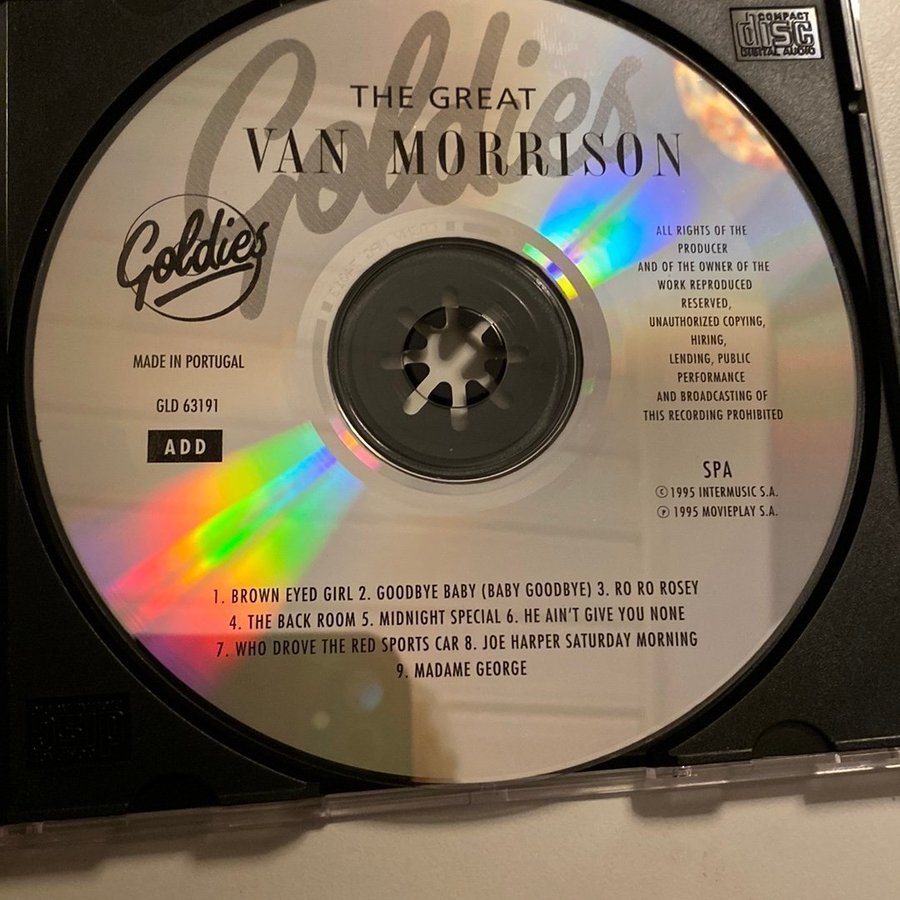 COMPACT
disc
DIGITAL AUDIO
Goldies
THE GREAT
VAN MORRISON
Goldies
MADE IN PORTUGAL
GLD 63191
ADD
ALL RIGHTS OF THE
PRODUCER
AND OF THE OWNER OF THE
WORK REPRODUCED
RESERVED,
UNAUTHORIZED COPYING,
HIRING,
LENDING, PUBLIC
PERFORMANCE
AND BROADCASTING OF
THIS RECORDING PROHIBITED
SPA
© 1995 INTERMUSIC S.A.
℗ 1995 MOVIEPLAY S.A.
1. BROWN EYED GIRL 2. GOODBYE BABY (BABY GOODBYE) 3. RO RO ROSEY
4. THE BACK ROOM 5. MIDNIGHT SPECIAL 6. HE AIN'T GIVE YOU NONE
7. WHO DROVE THE RED SPORTS CAR 8. JOE HARPER SATURDAY MORNING
9. MADAME GEORGE